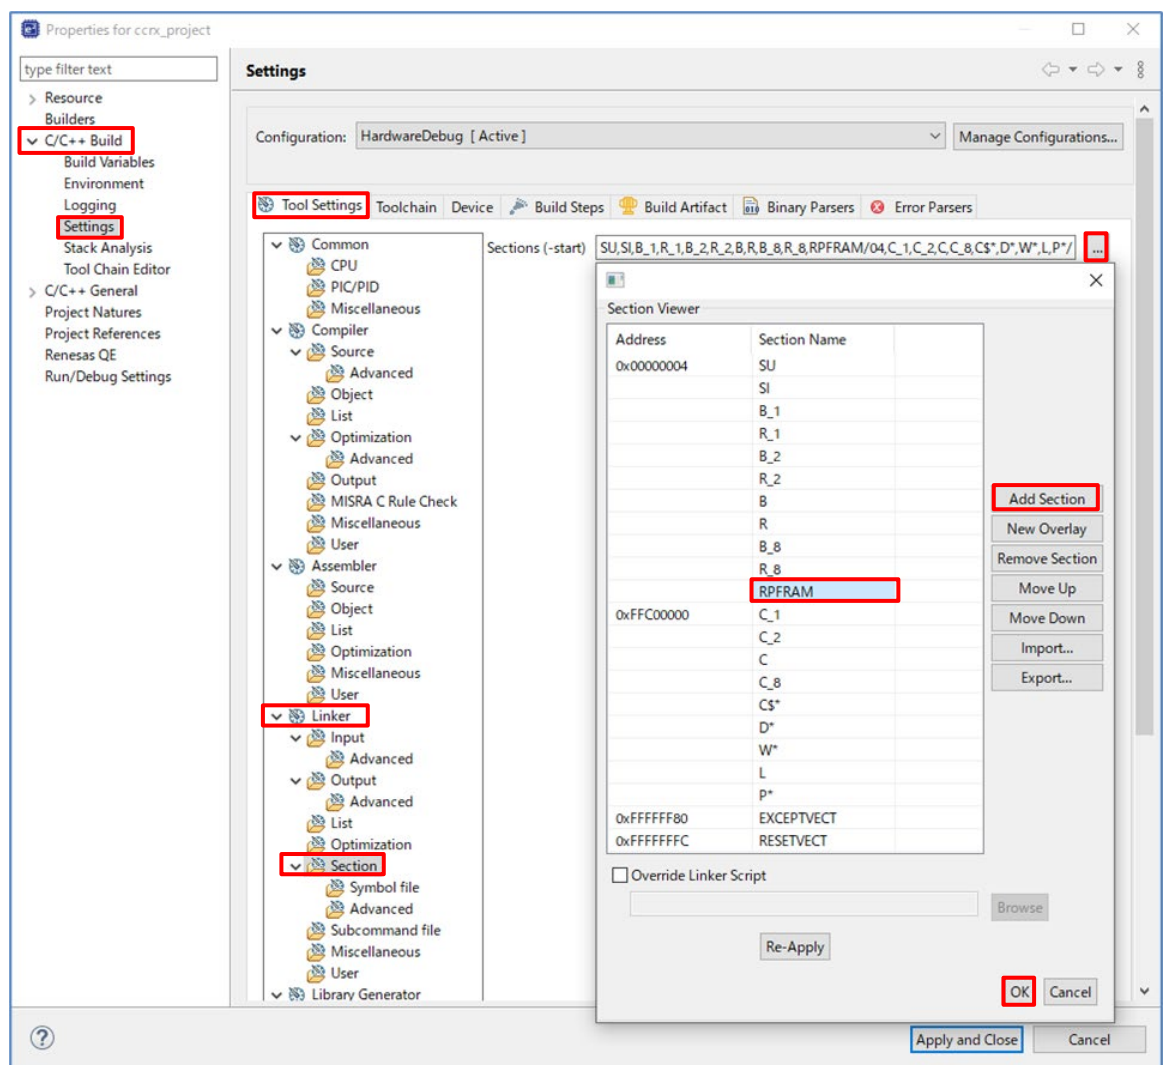 Properties for ccrx_project
type filter text
Resource
Builders
C/C++ Build
Build Variables
Environment
Logging
Settings
Stack Analysis
Tool Chain Editor
C/C++ General
Project Natures
Project References
Renesas QE
Run/Debug Settings
Settings
Configuration: HardwareDebug [ Active ] Manage Configurations...
Tool Settings Toolchain Device Build Steps Build Artifact Binary Parsers Error Parsers
Common
CPU
PIC/PID
Miscellaneous
Compiler
Source
Advanced
Object
List
Optimization
Advanced
Output
MISRA C Rule Check
Miscellaneous
User
Assembler
Source
Object
List
Optimization
Miscellaneous
User
Linker
Input
Advanced
Output
Advanced
List
Optimization
Section
Symbol file
Advanced
Subcommand file
Miscellaneous
User
Library Generator
Sections (-start) SU,SI,B_1,R_1,B_2,R_2,B,R,B_8,R_8,RPFRAM/04,C_1,C_2,C,C_8,C$*,D*,W*,L,P*/ ...
Section Viewer
Address Section Name
0x00000004 SU
SI
B_1
R_1
B_2
R_2
B
R
B_8
R_8
RPFRAM
0xFFC00000 C_1
C_2
C
C_8
C$*
D*
W*
L
P*
0xFFFFFF80 EXCEPTVECT
0xFFFFFFFC RESETVECT
Add Section
New Overlay
Remove Section
Move Up
Move Down
Import...
Export...
Override Linker Script
Browse
Re-Apply
OK Cancel
Apply and Close Cancel